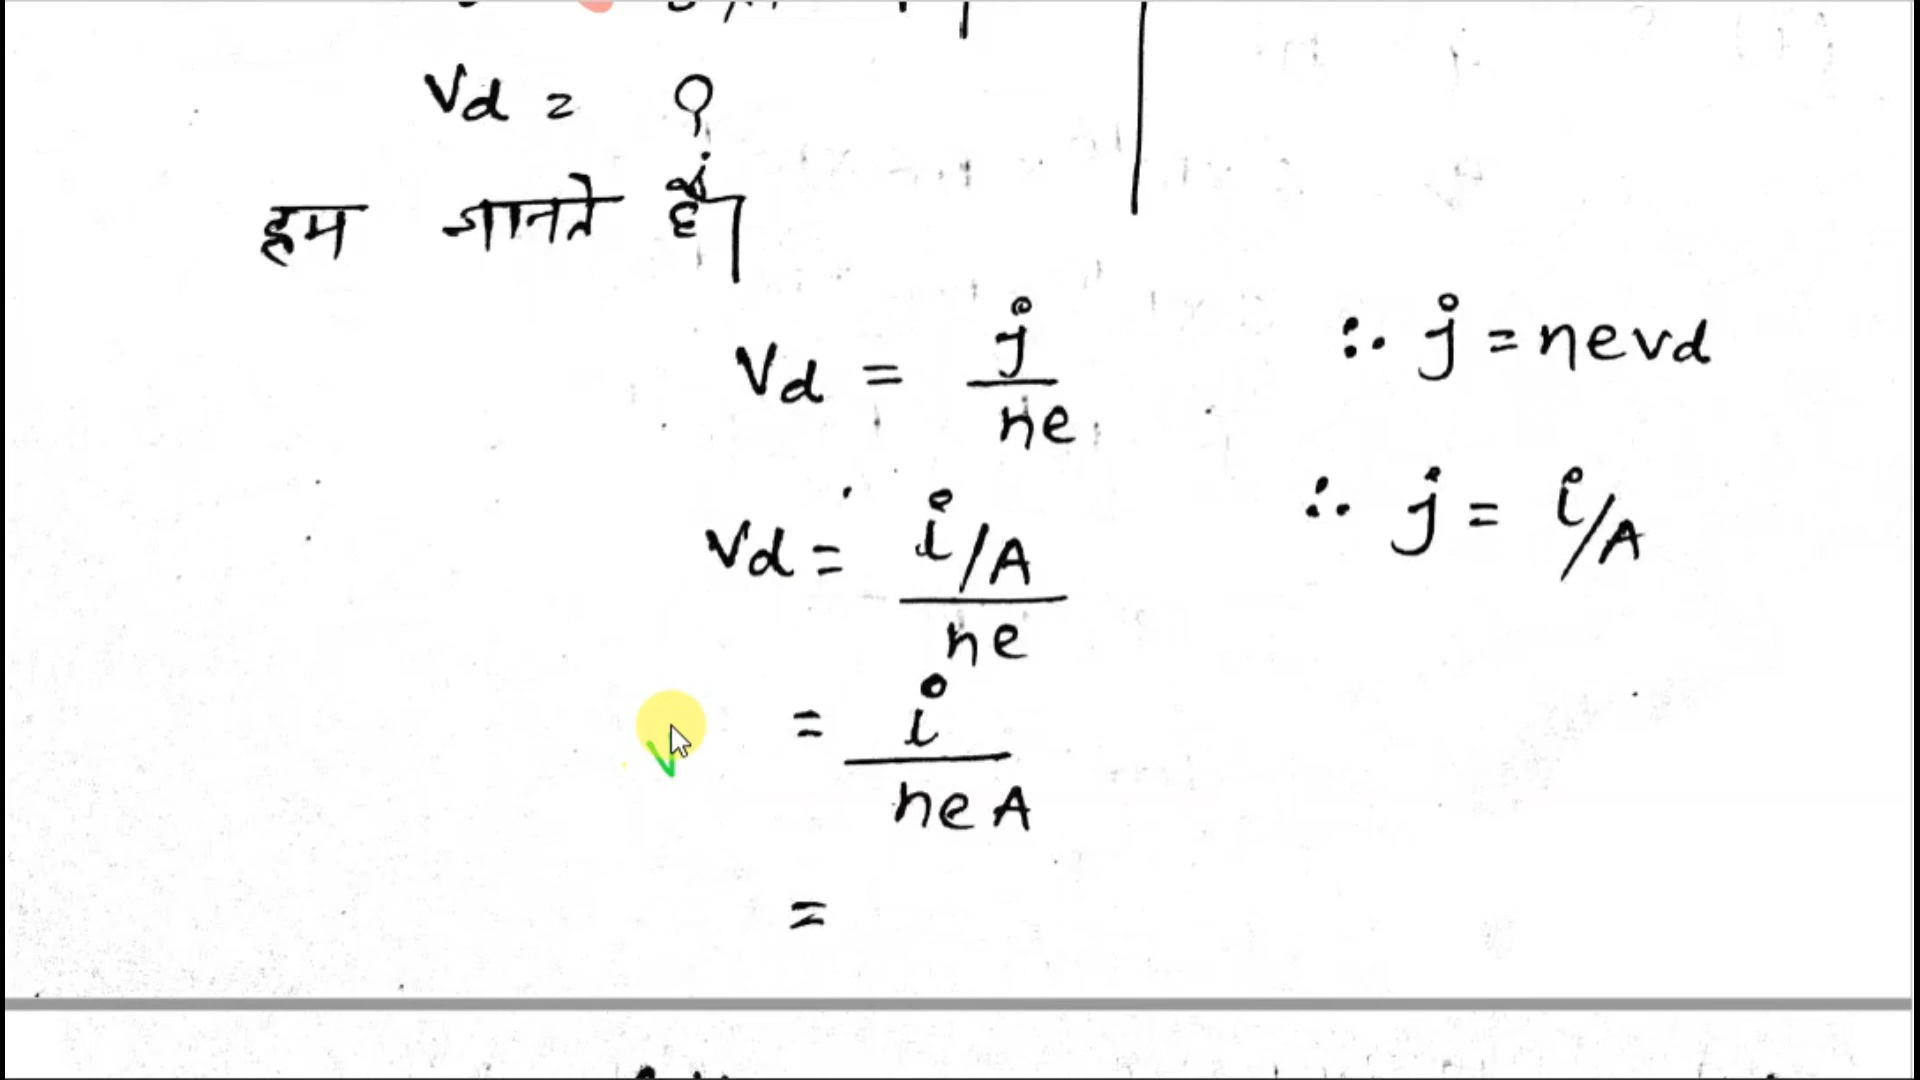 Vd = ?
हम जानते हैं।
Vd = j/ne ∴ j = nevd
Vd = i/A/ne ∴ j = i/A
= i/neA
V
=